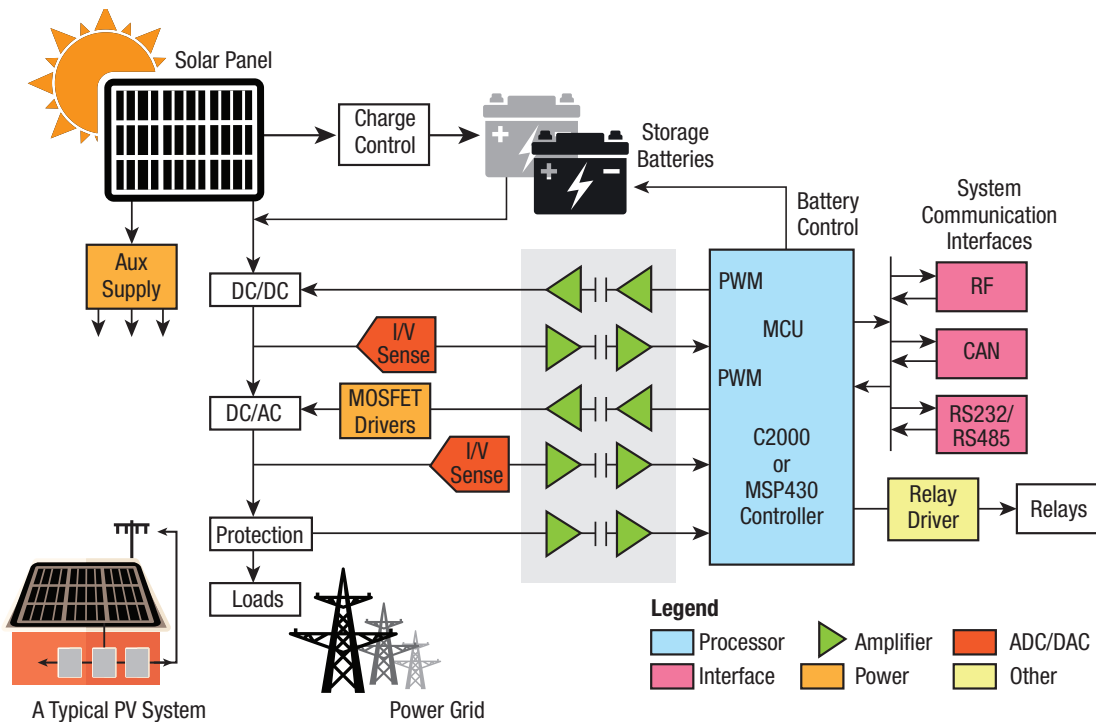 Solar Panel
Charge
Control
Storage
Batteries
Battery
Control
System
Communication
Interfaces
Aux
Supply
DC/DC
PWM
RF
I/V
Sense
MCU
CAN
DC/AC
MOSFET
Drivers
PWM
RS232/
RS485
I/V
Sense
C2000
or
MSP430
Controller
Relay
Driver
Relays
Protection
Loads
Legend
Processor
Amplifier
ADC/DAC
Interface
Power
Other
A Typical PV System
Power Grid